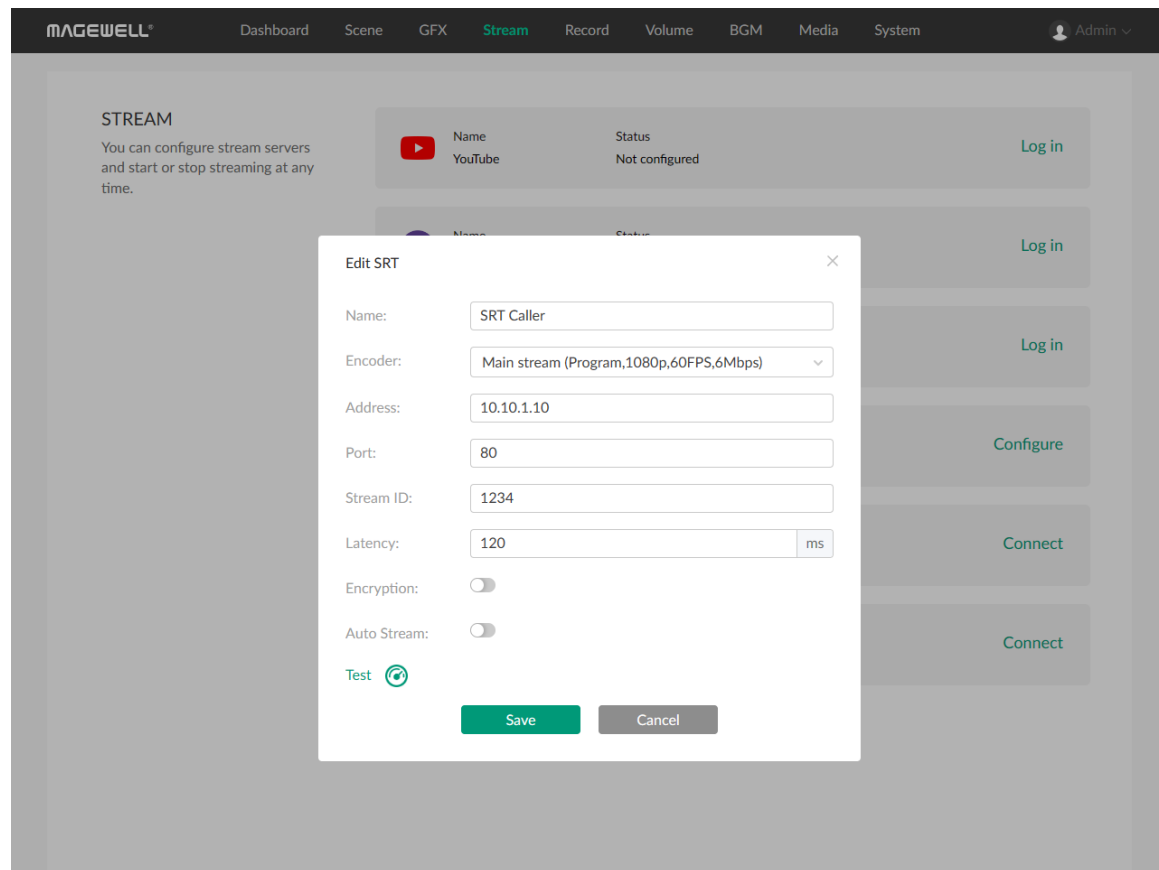 MAGEWELL®
Dashboard Scene GFX Stream Record Volume BGM Media System Admin
STREAM
You can configure stream servers
and start or stop streaming at any
time.
Name Status
YouTube Not configured Log in
Name Status
Log in
Log in
Configure
Connect
Connect
Edit SRT
Name: SRT Caller
Encoder: Main stream (Program,1080p,60FPS,6Mbps)
Address: 10.10.1.10
Port: 80
Stream ID: 1234
Latency: 120 ms
Encryption:
Auto Stream:
Test
Save Cancel